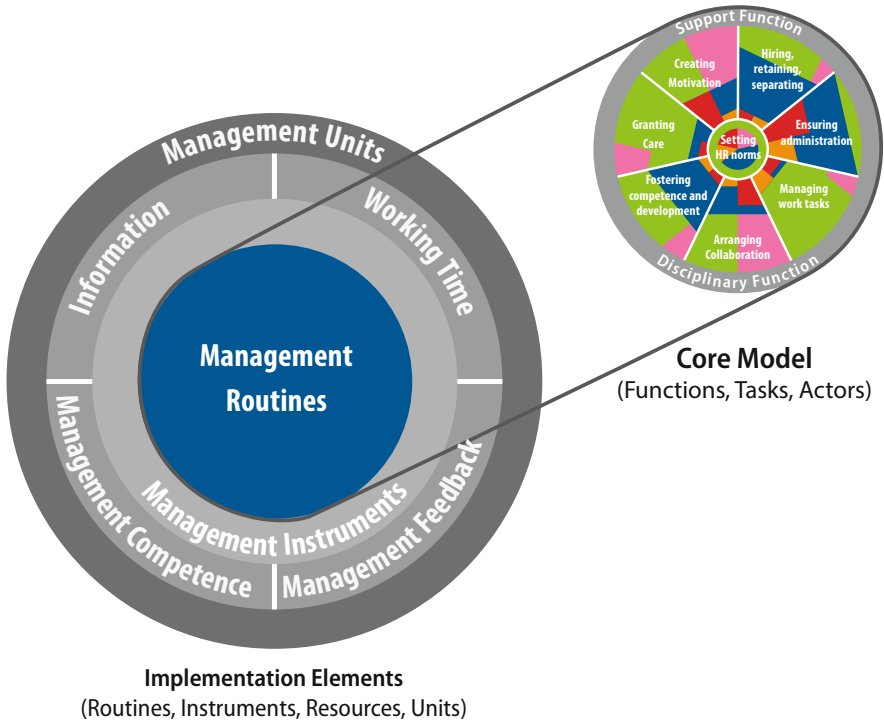 Support Function
Creating
Motivation
Hiring,
retaining,
separating
Granting
Care
Ensuring
administration
Setting
HR norms
Fostering
competence and
development
Managing
work tasks
Arranging
Collaboration
Disciplinary Function
Management Units
Information
Working Time
Management
Routines
Management Instruments
Management Competence
Management Feedback
Core Model
(Functions, Tasks, Actors)
Implementation Elements
(Routines, Instruments, Resources, Units)